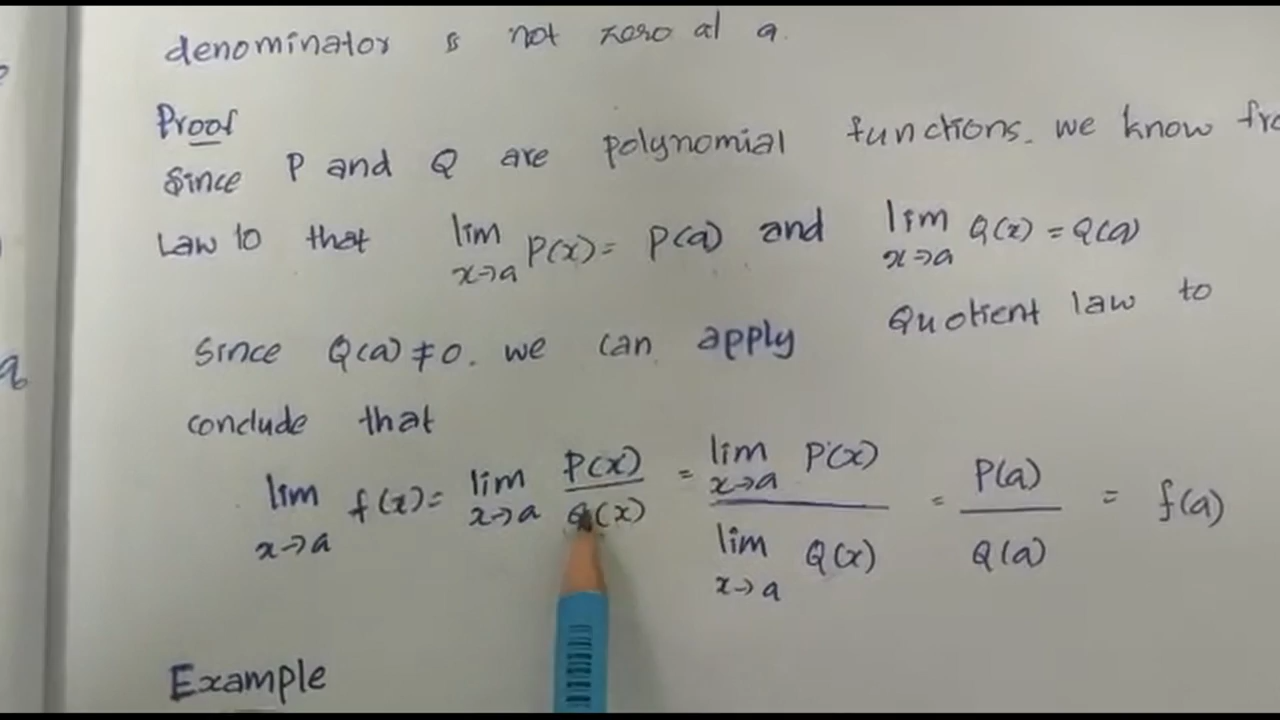 denominator is not zero at a.
Proof
Since P and Q are polynomial functions. we know
Law 10 that lim x→a P(x) = P(a) and lim x→a Q(x) = Q(a)
Since Q(a) ≠ 0. we can apply Quotient law to
conclude that
lim x→a f(x) = lim x→a P(x)/Q(x) = lim x→a P(x) / lim x→a Q(x) = P(a)/Q(a) = f(a)
Example